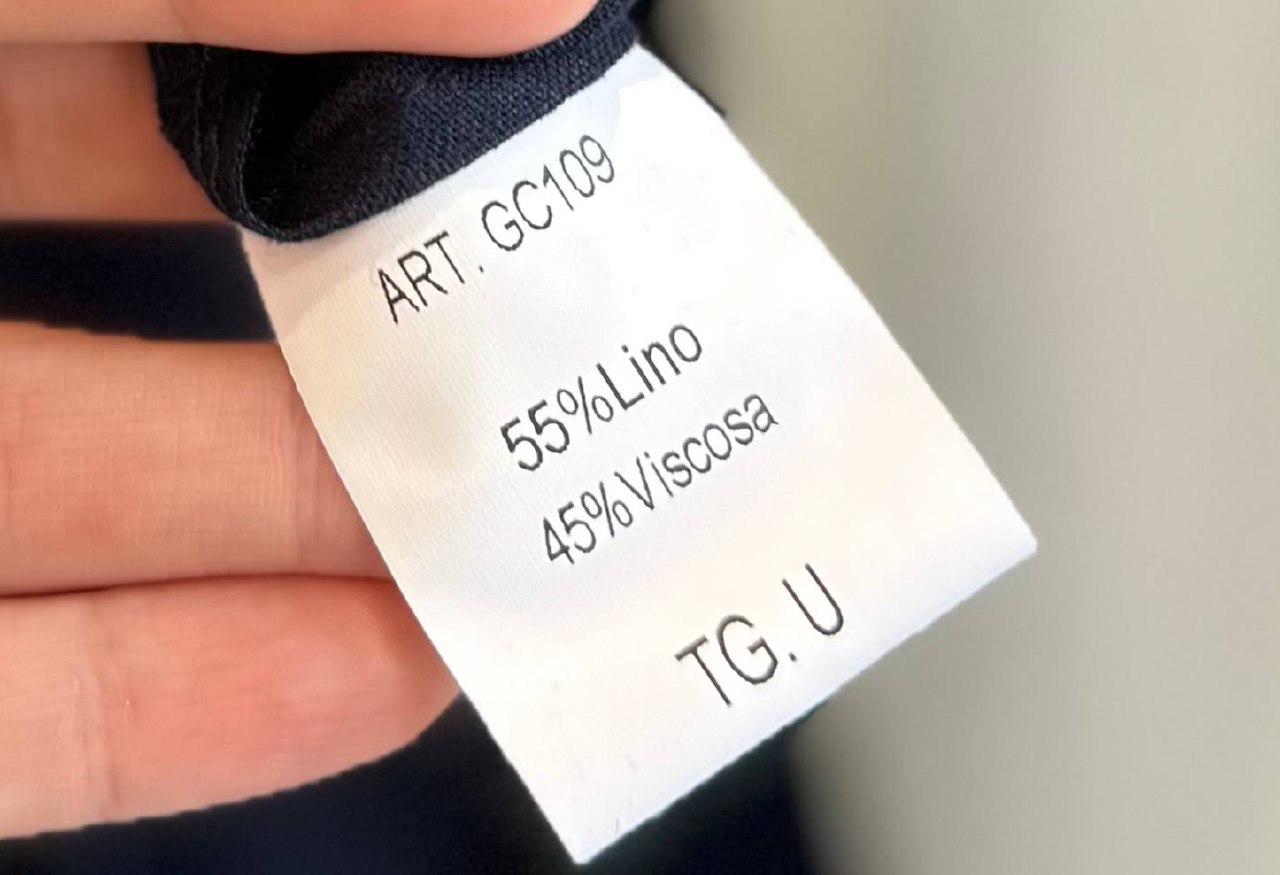 ART. GC109
55%Lino
45%Viscosa
TG. U